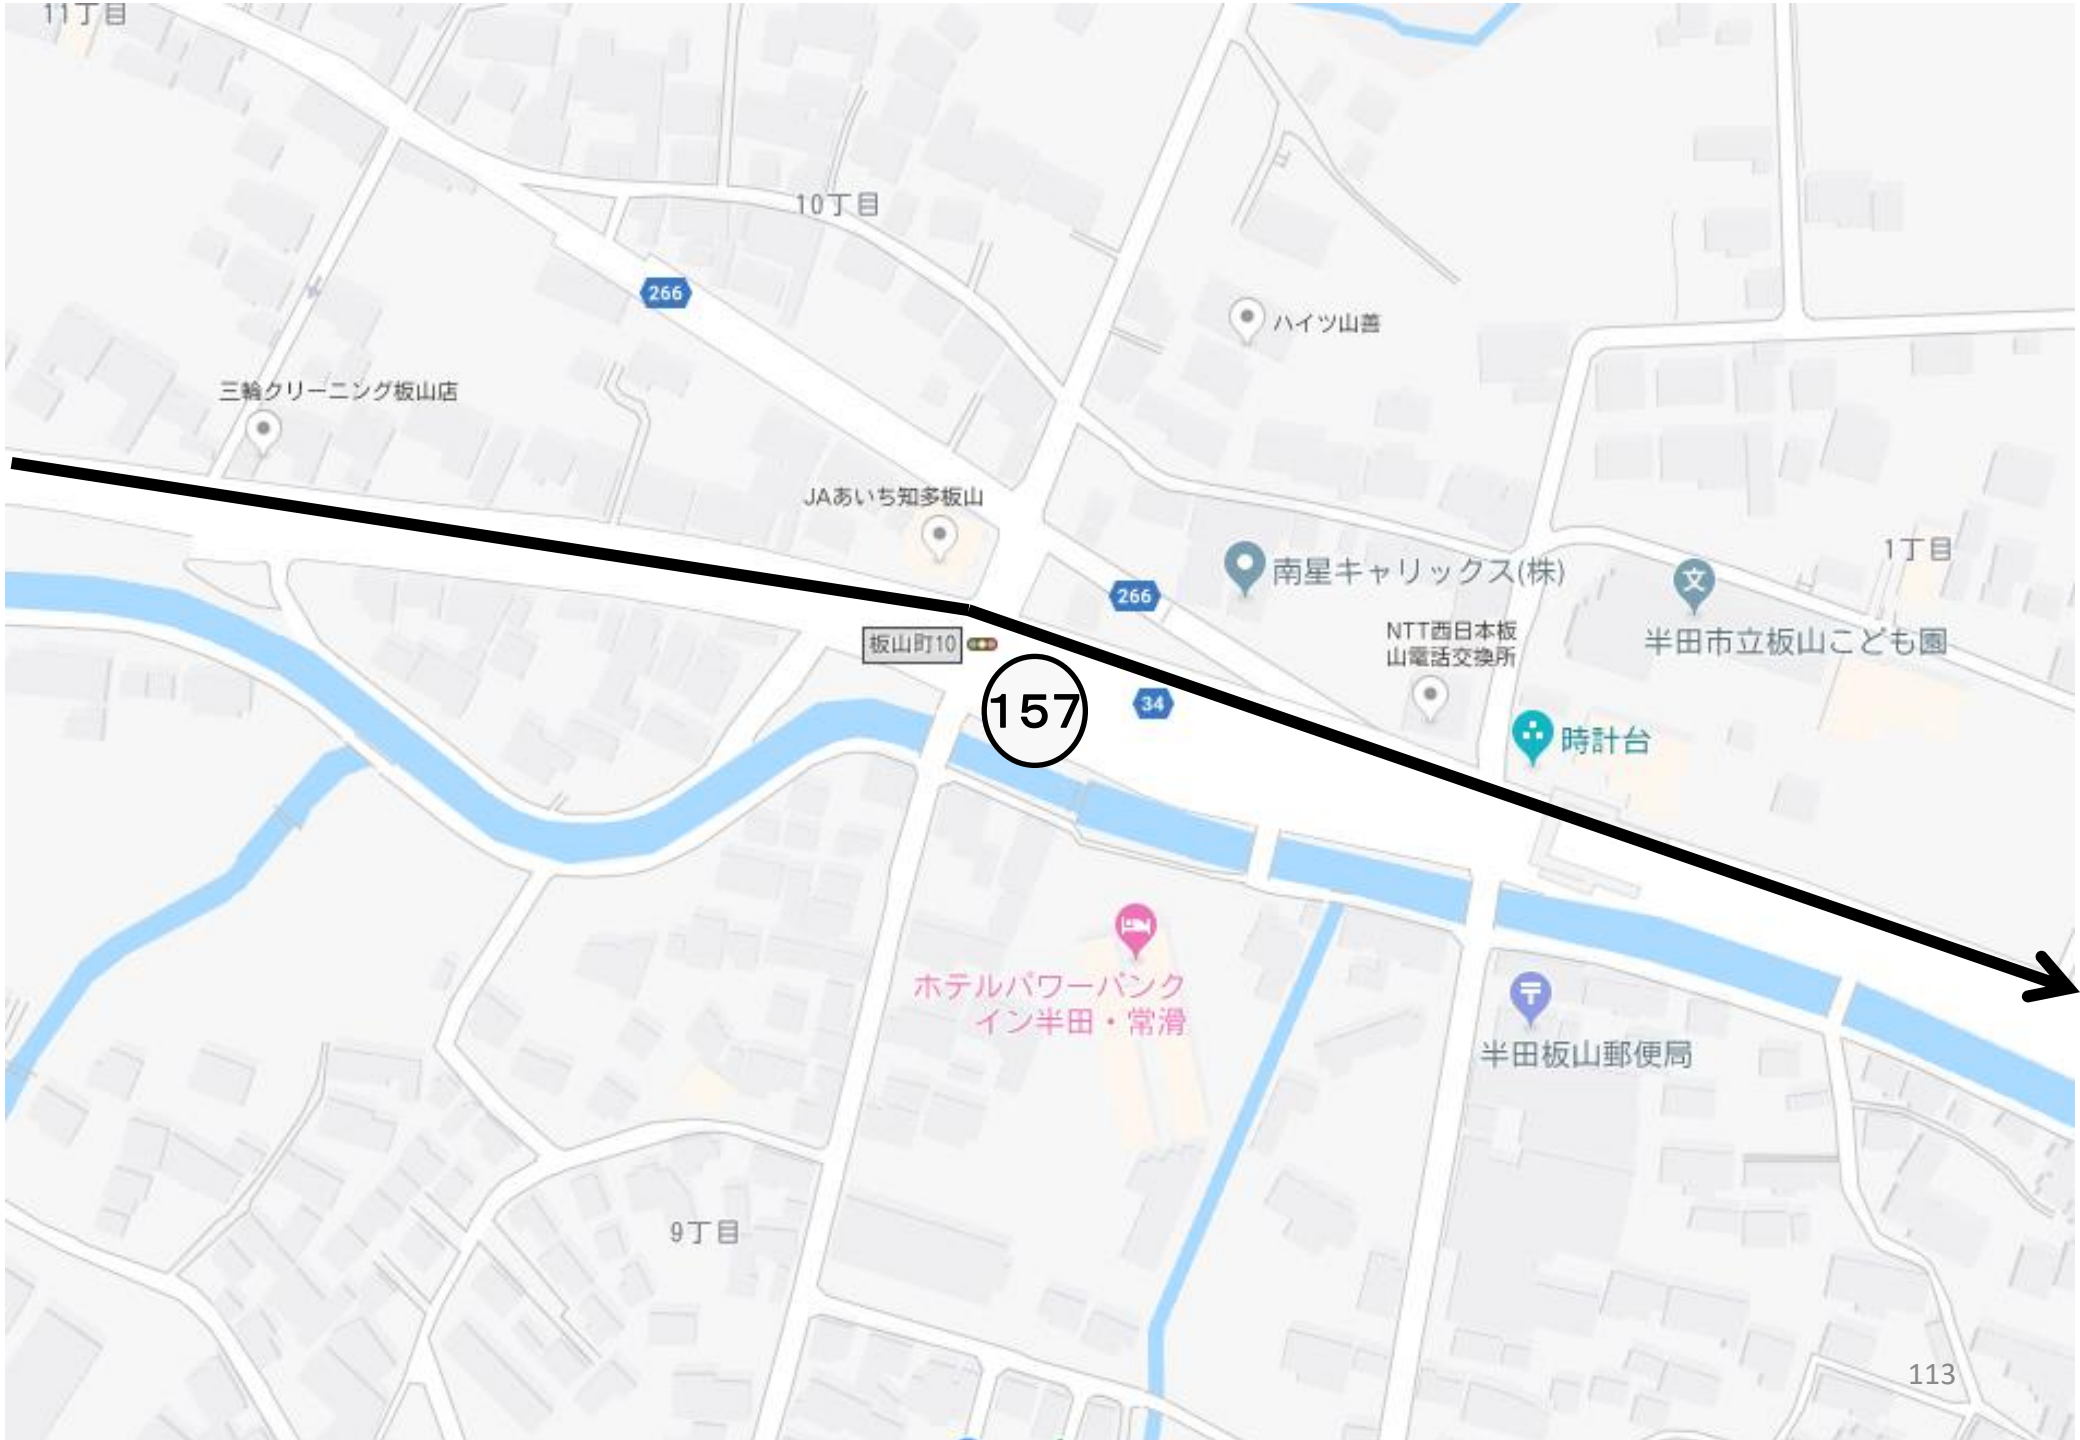 11丁目
10丁目
266
ハイツ山善
三輪クリーニング板山店
JAあいち知多板山
1丁目
南星キャリックス(株)
266
NTT西日本板
山電話交換所
半田市立板山こども園
板山町10
157
34
時計台
ホテルパワーバンク
イン半田・常滑
半田板山郵便局
9丁目
113